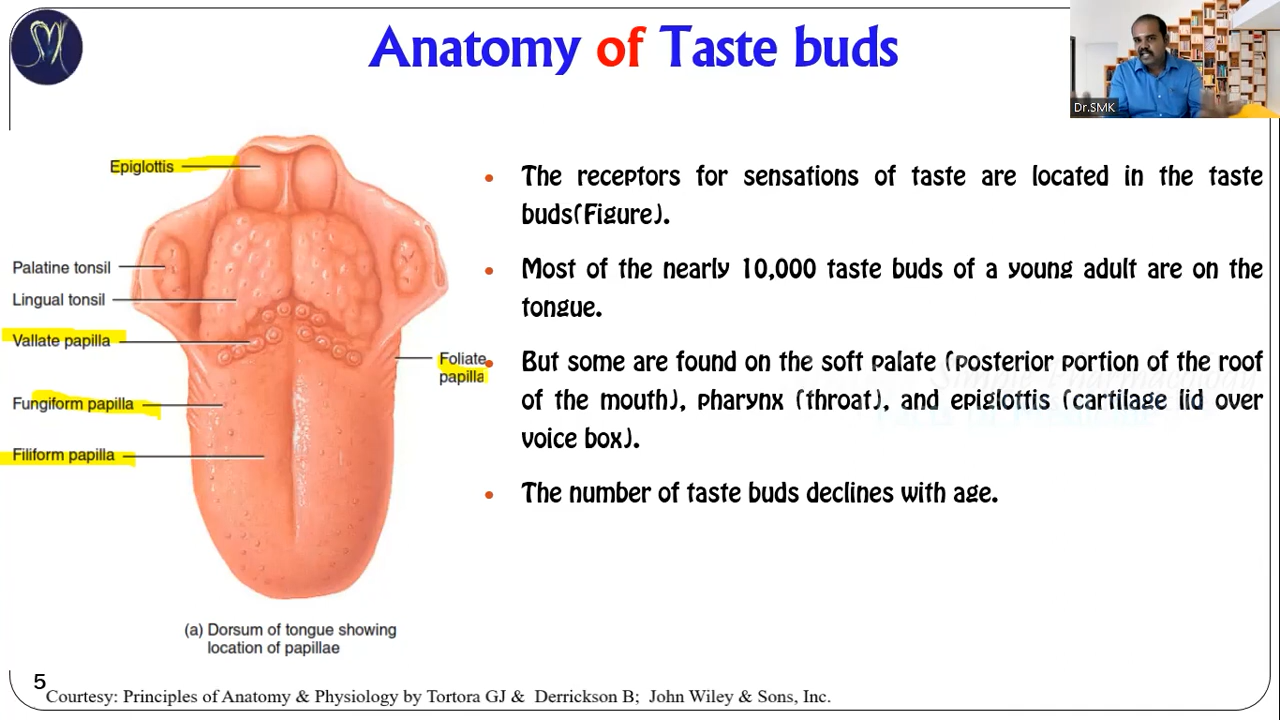 Anatomy of Taste buds
Dr.SMK
Epiglottis
Palatine tonsil
Lingual tonsil
Vallate papilla
Foliate
papilla
Fungiform papilla
Filiform papilla
(a) Dorsum of tongue showing
location of papillae
• The receptors for sensations of taste are located in the taste
buds(Figure).
• Most of the nearly 10,000 taste buds of a young adult are on the
tongue.
• But some are found on the soft palate (posterior portion of the roof
of the mouth), pharynx (throat), and epiglottis (cartilage lid over
voice box).
• The number of taste buds declines with age.
5
Courtesy: Principles of Anatomy & Physiology by Tortora GJ & Derrickson B; John Wiley & Sons, Inc.